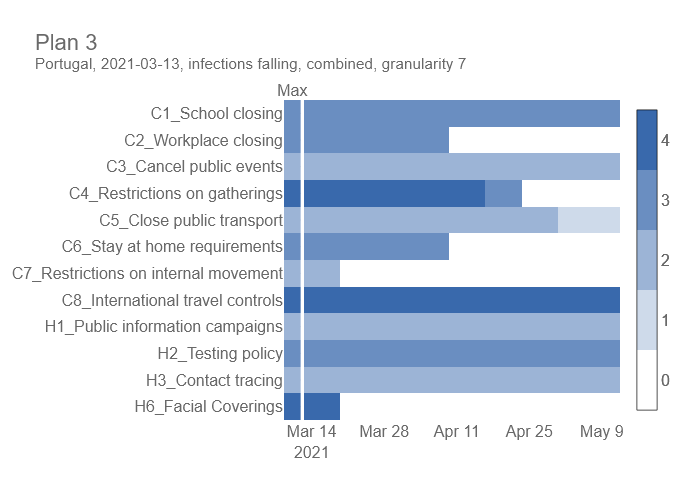 Plan 3
Portugal, 2021-03-13, infections falling, combined, granularity 7
Max
C1_School closing
C2_Workplace closing
C3_Cancel public events
C4_Restrictions on gatherings
C5_Close public transport
C6_Stay at home requirements
C7_Restrictions on internal movement
C8_International travel controls
H1_Public information campaigns
H2_Testing policy
H3_Contact tracing
H6_Facial Coverings
4
3
2
1
0
Mar 14 Mar 28 Apr 11 Apr 25 May 9
2021